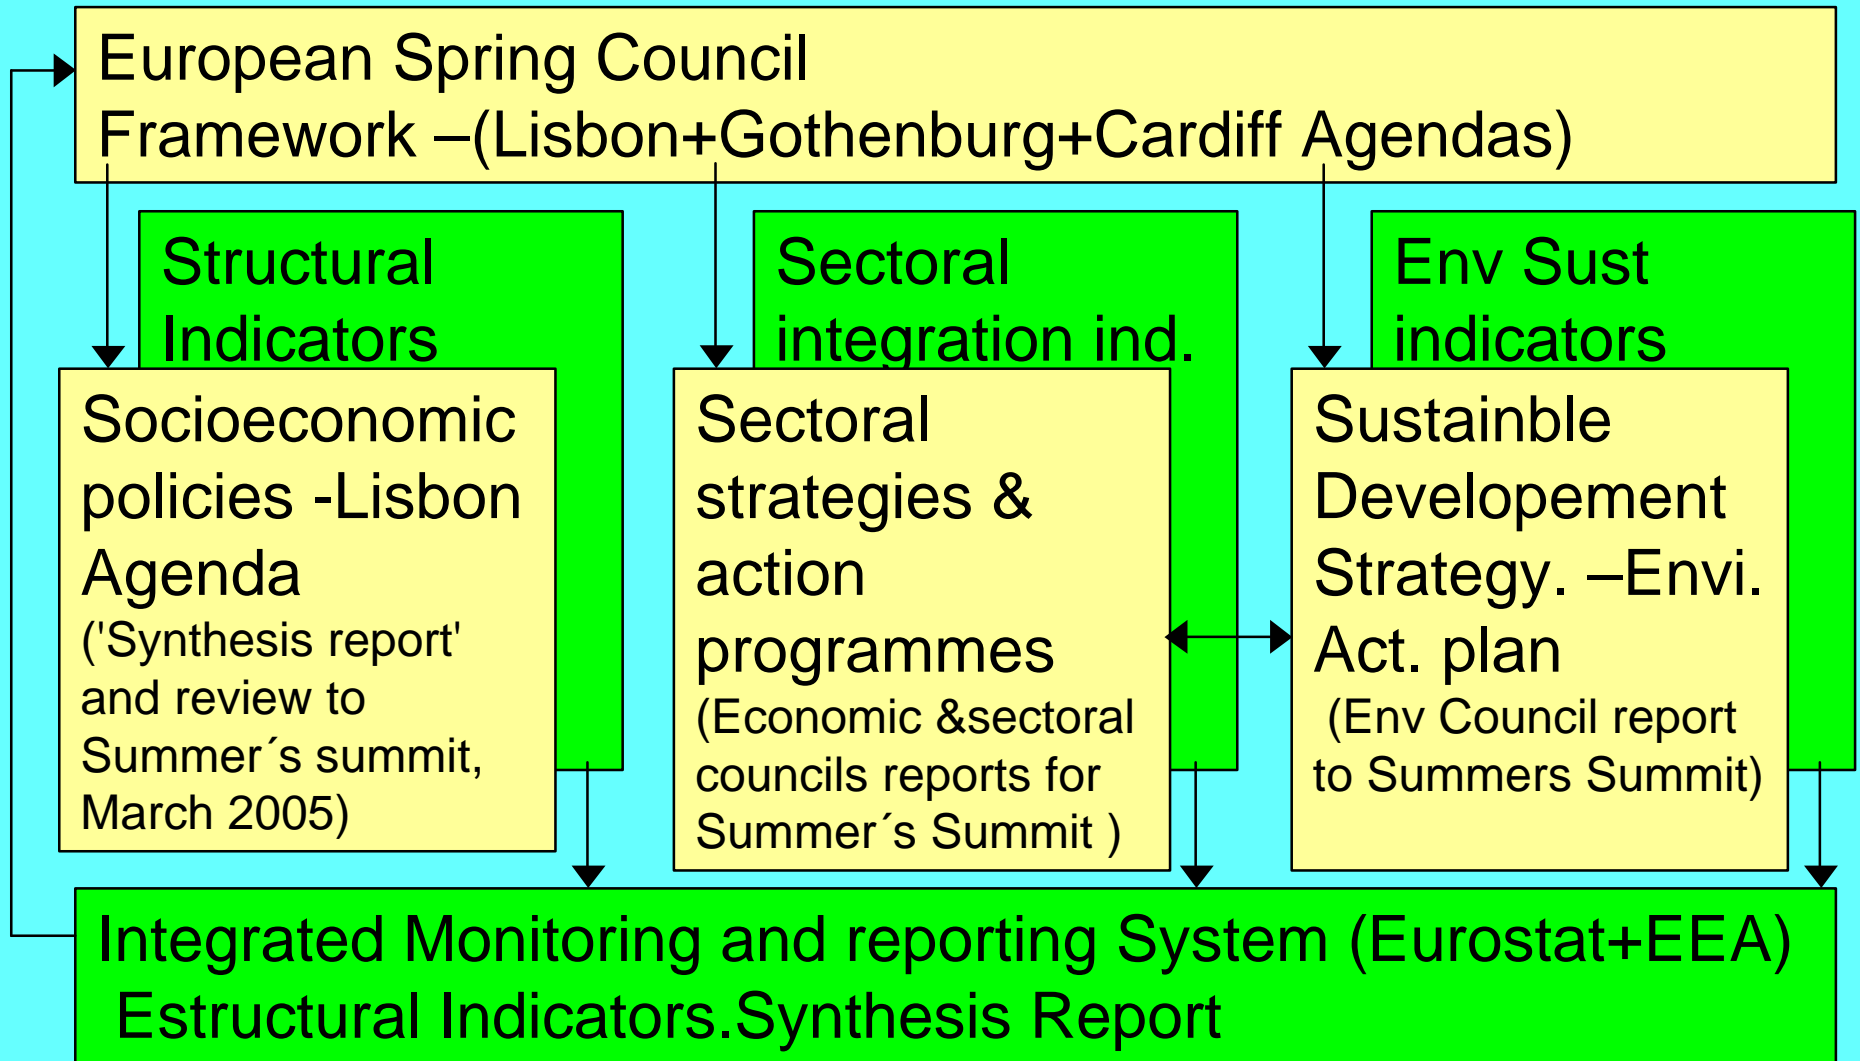 European Spring Council
Framework –(Lisbon+Gothenburg+Cardiff Agendas)
Structural
Indicators
Socioeconomic
policies -Lisbon
Agenda
('Synthesis report'
and review to
Summer´s summit,
March 2005)
Sectoral
integration ind.
Sectoral
strategies &
action
programmes
(Economic &sectoral
councils reports for
Summer´s Summit )
Env Sust
indicators
Sustainble
Developement
Strategy. –Envi.
Act. plan
(Env Council report
to Summers Summit)
Integrated Monitoring and reporting System (Eurostat+EEA)
Estructural Indicators.Synthesis Report